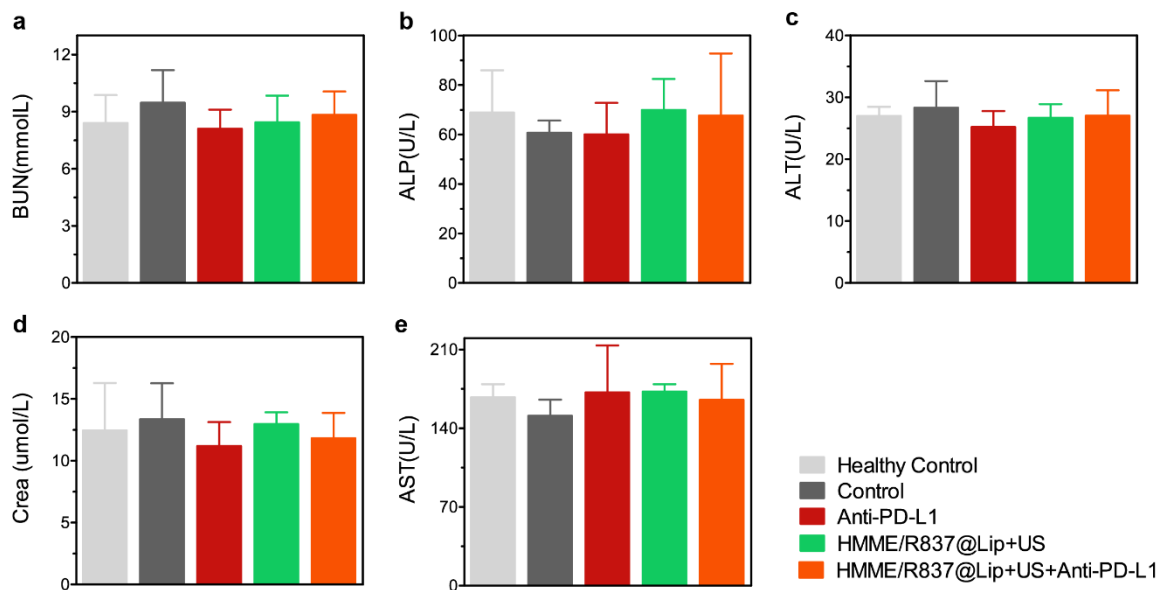 a
BUN(mmolL)
12
9
6
3
0
b
ALP(U/L)
100
80
60
40
20
0
c
ALT(U/L)
40
30
20
10
0
d
Crea (umol/L)
20
15
10
5
0
e
AST(U/L)
210
140
70
0
Healthy Control
Control
Anti-PD-L1
HMME/R837@Lip+US
HMME/R837@Lip+US+Anti-PD-L1